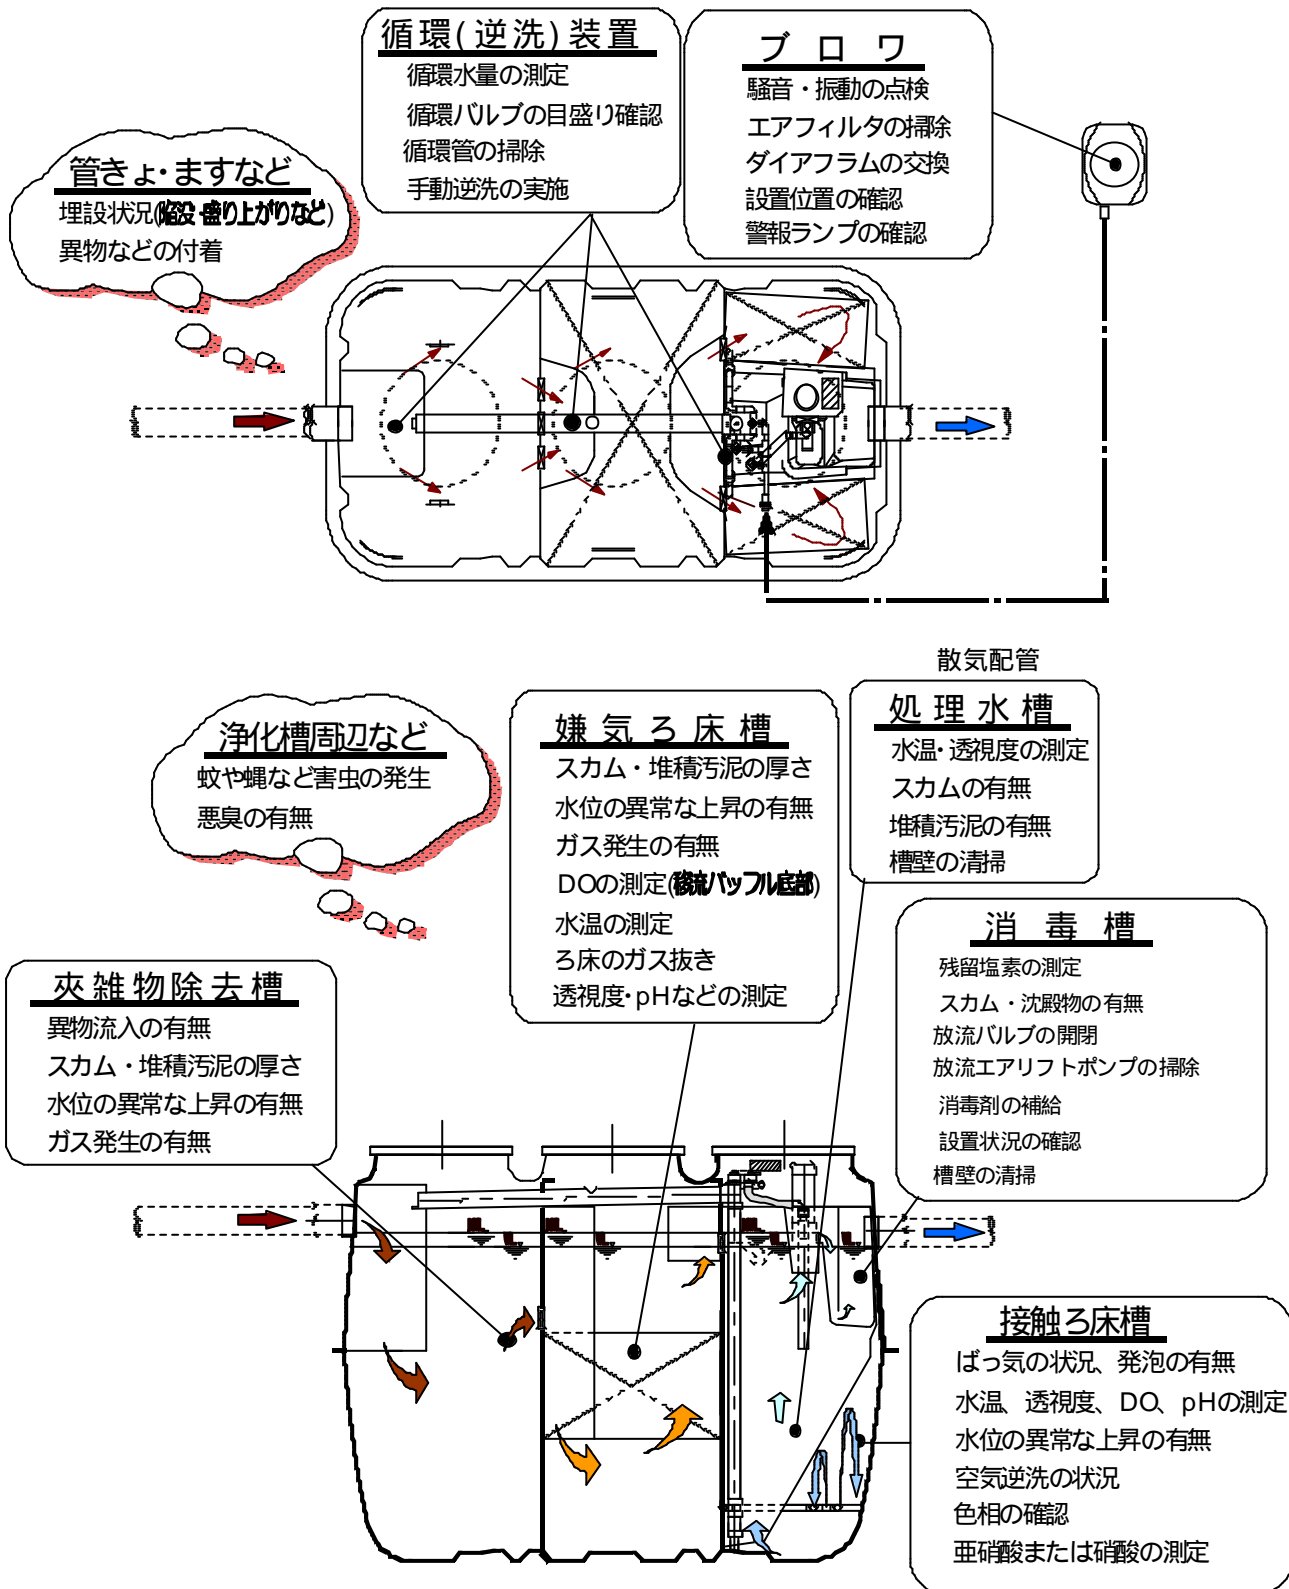 循環(逆洗)装置
循環水量の測定
循環バルブの目盛り確認
循環管の掃除
手動逆洗の実施
ブロワ
騒音・振動の点検
エアフィルタの掃除
ダイアフラムの交換
設置位置の確認
警報ランプの確認
管きょ・ますなど
埋設状況(陥没・盛り上がりなど)
異物などの付着
散気配管
浄化槽周辺など
蚊や蝿など害虫の発生
悪臭の有無
嫌気ろ床槽
スカム・堆積汚泥の厚さ
水位の異常な上昇の有無
ガス発生の有無
DOの測定(移流バッフル底部)
水温の測定
ろ床のガス抜き
透視度・pHなどの測定
処理水槽
水温・透視度の測定
スカムの有無
堆積汚泥の有無
槽壁の清掃
消毒槽
残留塩素の測定
スカム・沈殿物の有無
放流バルブの開閉
放流エアリフトポンプの掃除
消毒剤の補給
設置状況の確認
槽壁の清掃
夾雑物除去槽
異物流入の有無
スカム・堆積汚泥の厚さ
水位の異常な上昇の有無
ガス発生の有無
接触ろ床槽
ばっ気の状況、発泡の有無
水温、透視度、DO、pHの測定
水位の異常な上昇の有無
空気逆洗の状況
色相の確認
亜硝酸または硝酸の測定